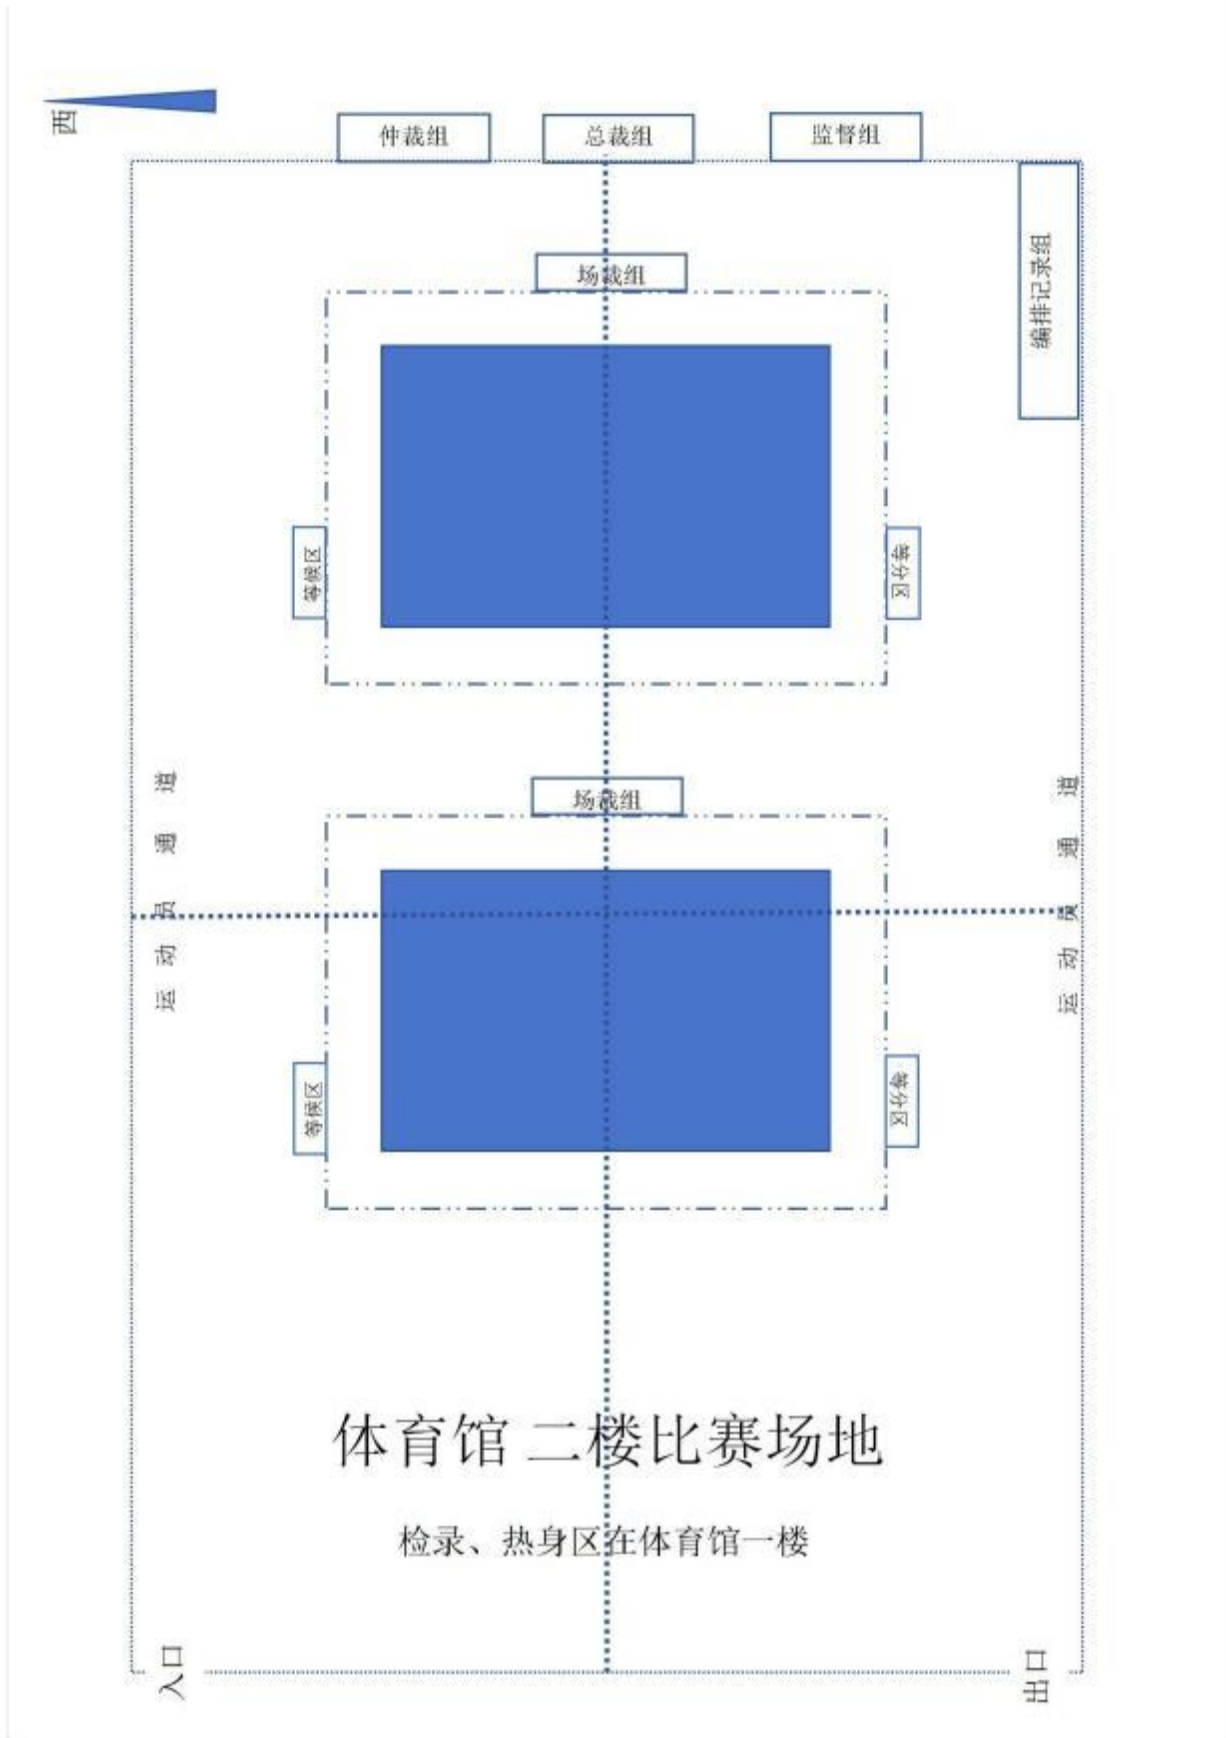 西
仲裁组
总裁组
监督组
编排记录组
场裁组
等候区
等分区
场裁组
运动员通道
运动员通道
等候区
等分区
体育馆 二楼比赛场地
检录、热身区在体育馆一楼
入口
出口